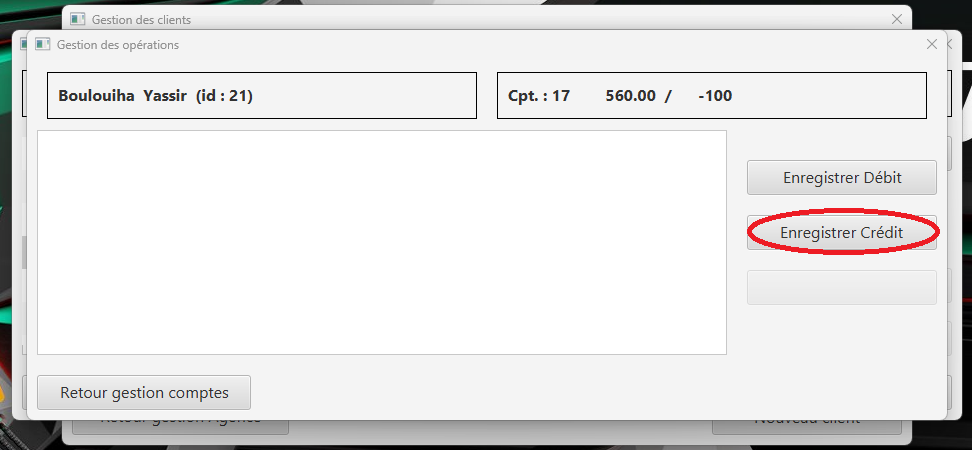 Gestion des clients
Gestion des opérations
Boulouiha Yassir (id : 21)
Cpt. : 17 560.00 / -100
Enregistrer Débit
Enregistrer Crédit
Retour gestion comptes
Retour gestion Agence
Nouveau client